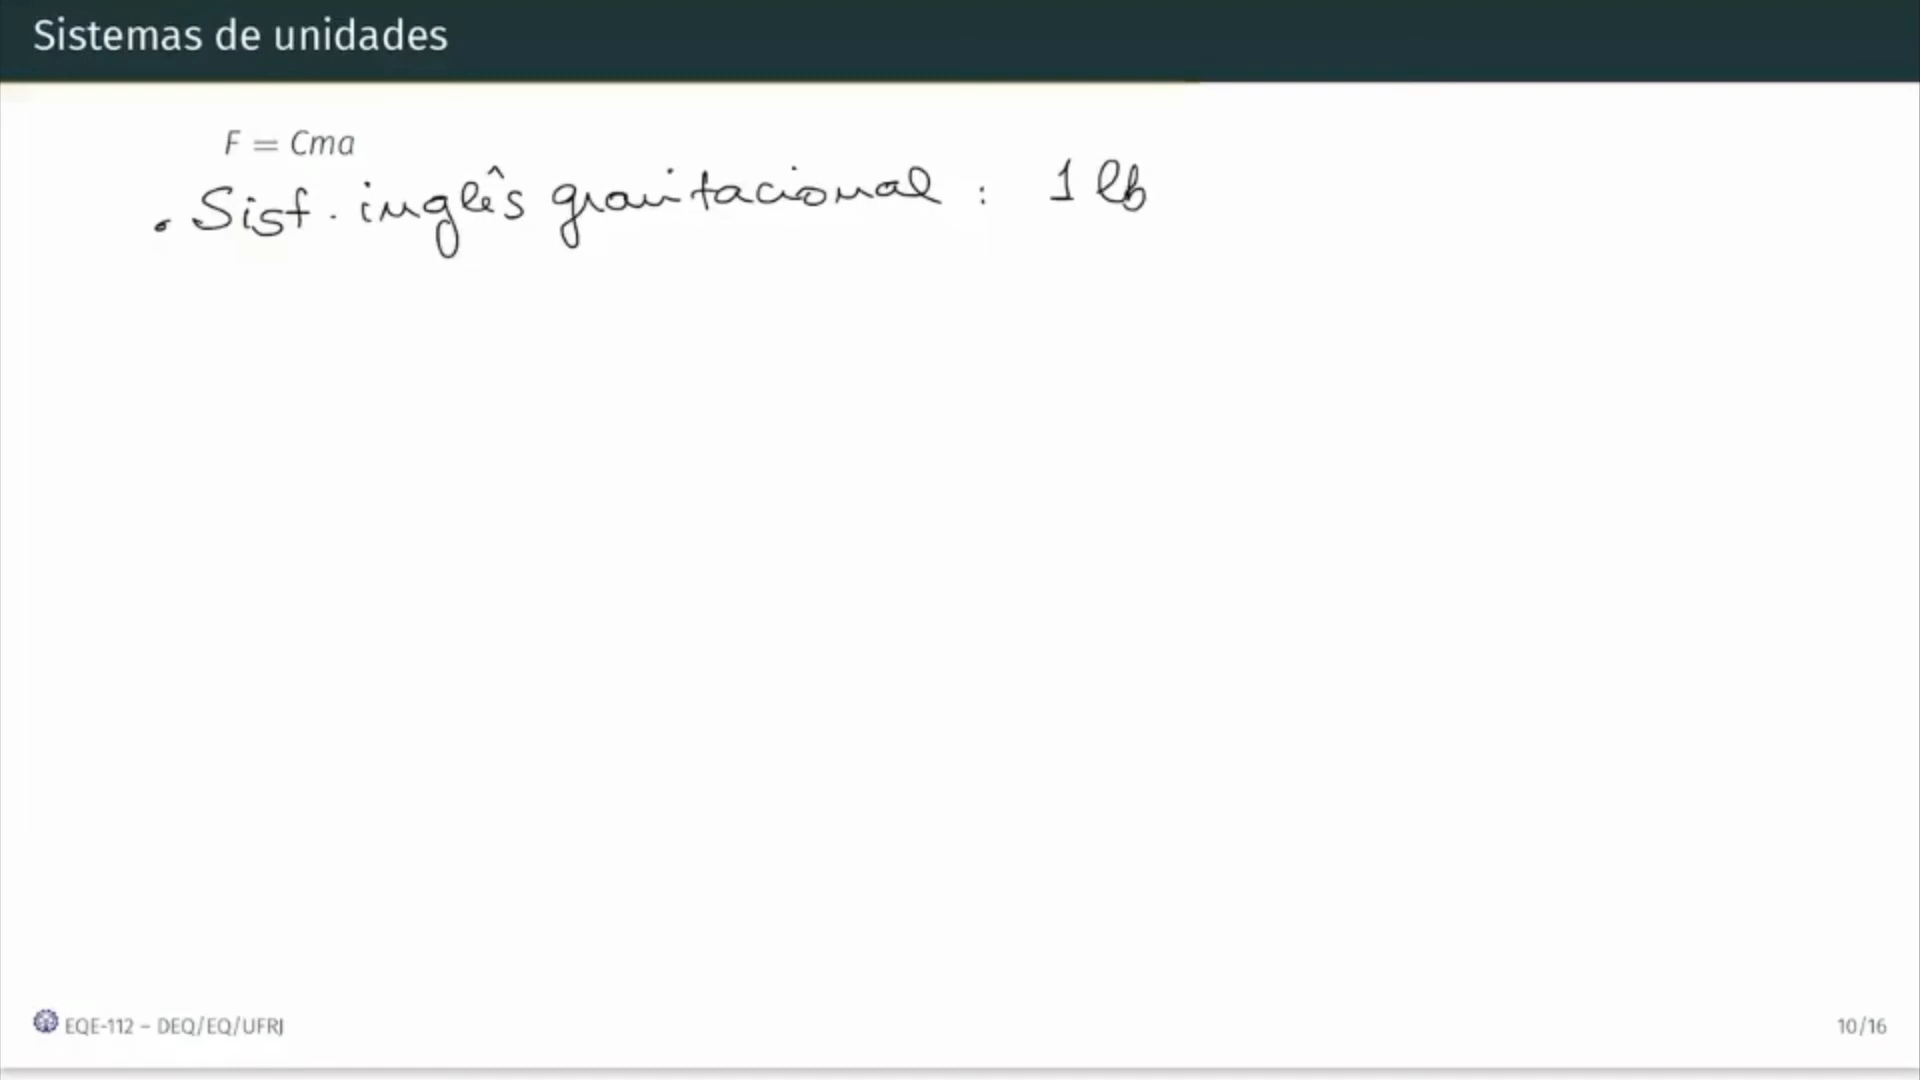 Sistemas de unidades
F = Cma
. Sist. inglês gravitacional : 1 lb
EQE-112 – DEQ/EQ/UFRJ
10/16